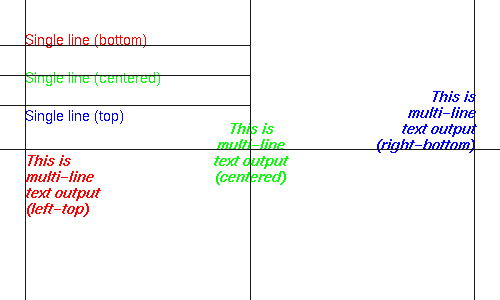 Single line (bottom)
Single line (centered)
Single line (top)
This is
multi-line
text output
(right-bottom)
This is
multi-line
text output
(centered)
This is
multi-line
text output
(left-top)